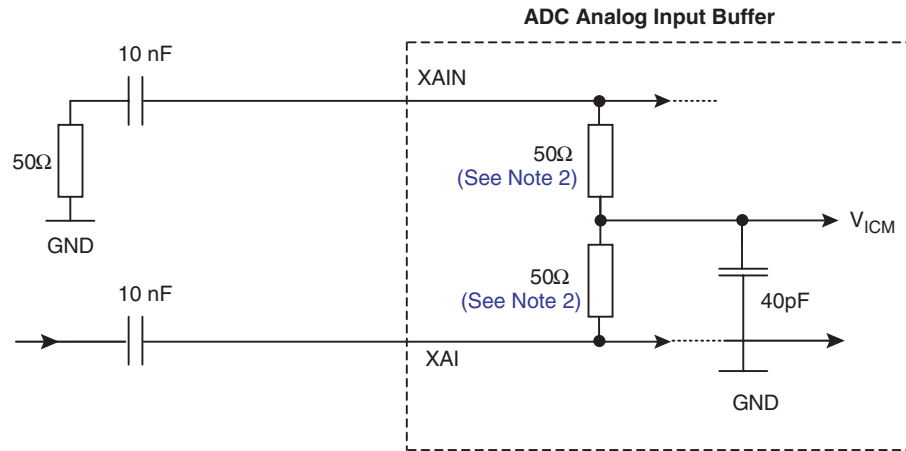 ADC Analog Input Buffer
10 nF
XAIN
50Ω
50Ω
(See Note 2)
VICM
GND
10 nF
50Ω
(See Note 2)
40pF
XAI
GND